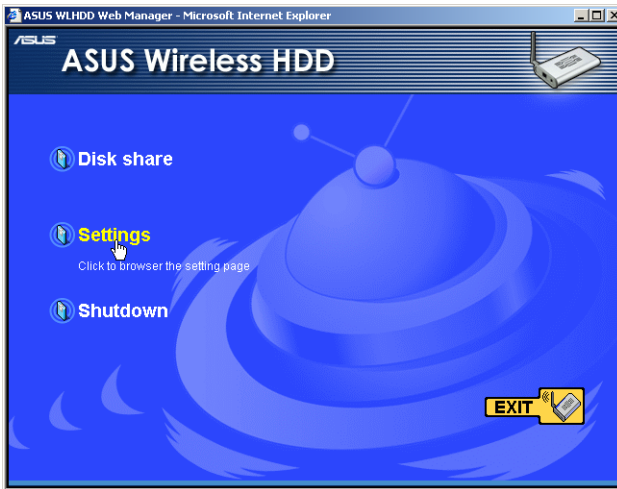 ASUS WLHDD Web Manager - Microsoft Internet Explorer
ASUS
ASUS Wireless HDD
Disk share
Settings
Click to browser the setting page
Shutdown
EXIT